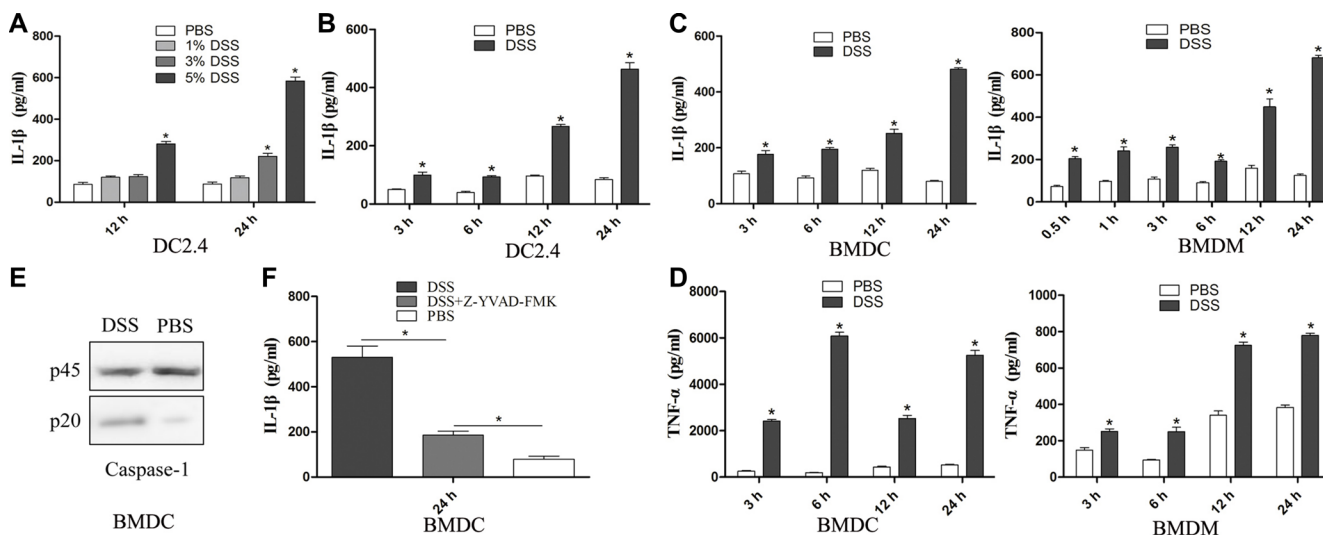 A
PBS
1% DSS
3% DSS
5% DSS
IL-1β (pg/ml)
800
600
400
200
0
12 h
24 h
DC2.4
B
PBS
DSS
IL-1β (pg/ml)
600
400
200
0
3 h
6 h
12 h
24 h
DC2.4
C
PBS
DSS
IL-1β (pg/ml)
600
400
200
0
3 h
6 h
12 h
24 h
BMDC
PBS
DSS
IL-1β (pg/ml)
800
600
400
200
0
0.5 h
1 h
3 h
6 h
12 h
24 h
BMDM
E
DSS PBS
p45
p20
Caspase-1
BMDC
F
DSS
DSS+Z-YVAD-FMK
PBS
IL-1β (pg/ml)
800
600
400
200
0
24 h
BMDC
D
PBS
DSS
TNF-α (pg/ml)
8000
6000
4000
2000
0
3 h
6 h
12 h
24 h
BMDC
PBS
DSS
TNF-α (pg/ml)
1000
800
600
400
200
0
3 h
6 h
12 h
24 h
BMDM